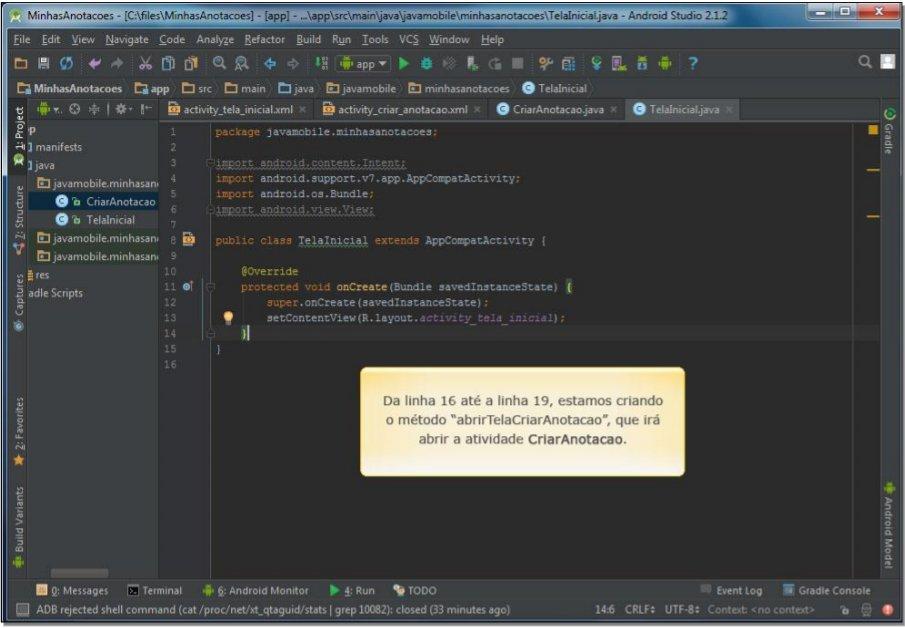 MinhasAnotacoes - [C:\files\MinhasAnotacoes] - [app] - ...\app\src\main\java\javamobile\minhasanotacoes\TelaInicial.java - Android Studio 2.1.2
File Edit View Navigate Code Analyze Refactor Build Run Tools VCS Window Help
app
MinhasAnotacoes app src main java javamobile minhasanotacoes TelaInicial
activity_tela_inicial.xml activity_criar_anotacao.xml CriarAnotacao.java TelaInicial.java
1: Project
2: Structure
Captures
2: Favorites
Build Variants
p
manifests
java
javamobile.minhasan
CriarAnotacao
TelaInicial
javamobile.minhasan
javamobile.minhasan
res
adle Scripts
1 package javamobile.minhasanotacoes;
2
3 import android.content.Intent;
4 import android.support.v7.app.AppCompatActivity;
5 import android.os.Bundle;
6 import android.view.View;
7
8 public class TelaInicial extends AppCompatActivity {
9
10 @Override
11 protected void onCreate(Bundle savedInstanceState) {
12 super.onCreate(savedInstanceState);
13 setContentView(R.layout.activity_tela_inicial);
14 }
15 }
16
Da linha 16 até a linha 19, estamos criando
o método “abrirTelaCriarAnotacao”, que irá
abrir a atividade CriarAnotacao.
Gradle
Android Model
0: Messages Terminal 6: Android Monitor 4: Run TODO Event Log Gradle Console
ADB rejected shell command (cat /proc/net/xt_qtaguid/stats | grep 10082): closed (33 minutes ago) 14:6 CRLF UTF-8 Context: <no context>